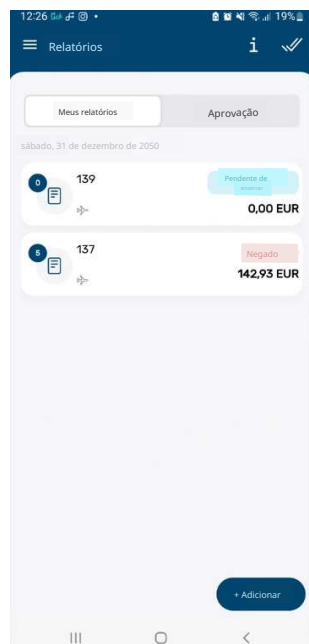 12:26
19%
Relatórios
Meus relatórios
Aprovação
sábado, 31 de dezembro de 2050
0
139
Pendente de
0,00 EUR
5
137
Negado
142,93 EUR
+ Adicionar